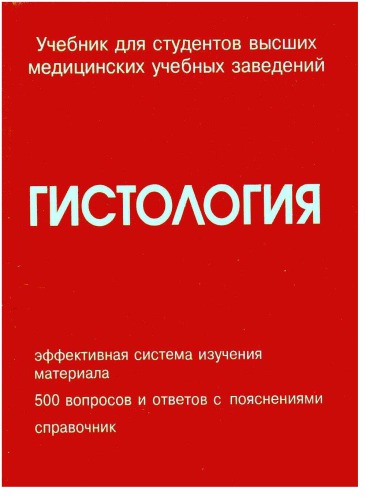 Учебник для студентов высших
медицинских учебных заведений
ГИСТОЛОГИЯ
эффективная система изучения
материала
500 вопросов и ответов с пояснениями
справочник